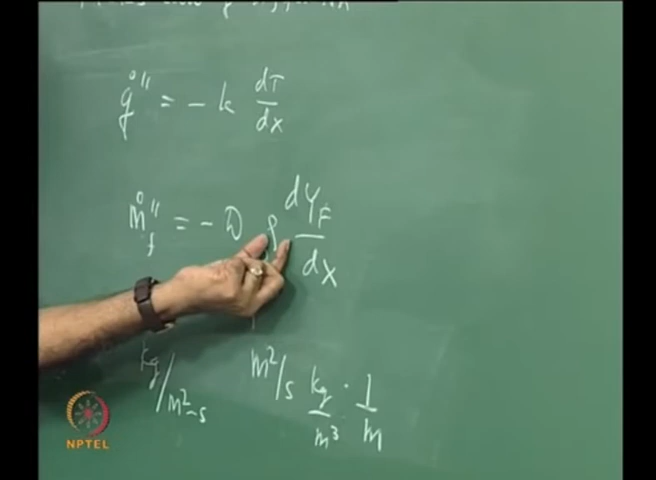 q̇'' = - k dT/dx
ṁ''_f = - D ρ dY_F/dx
kg/m²-s m²/s kg/m³ · 1/m
NPTEL